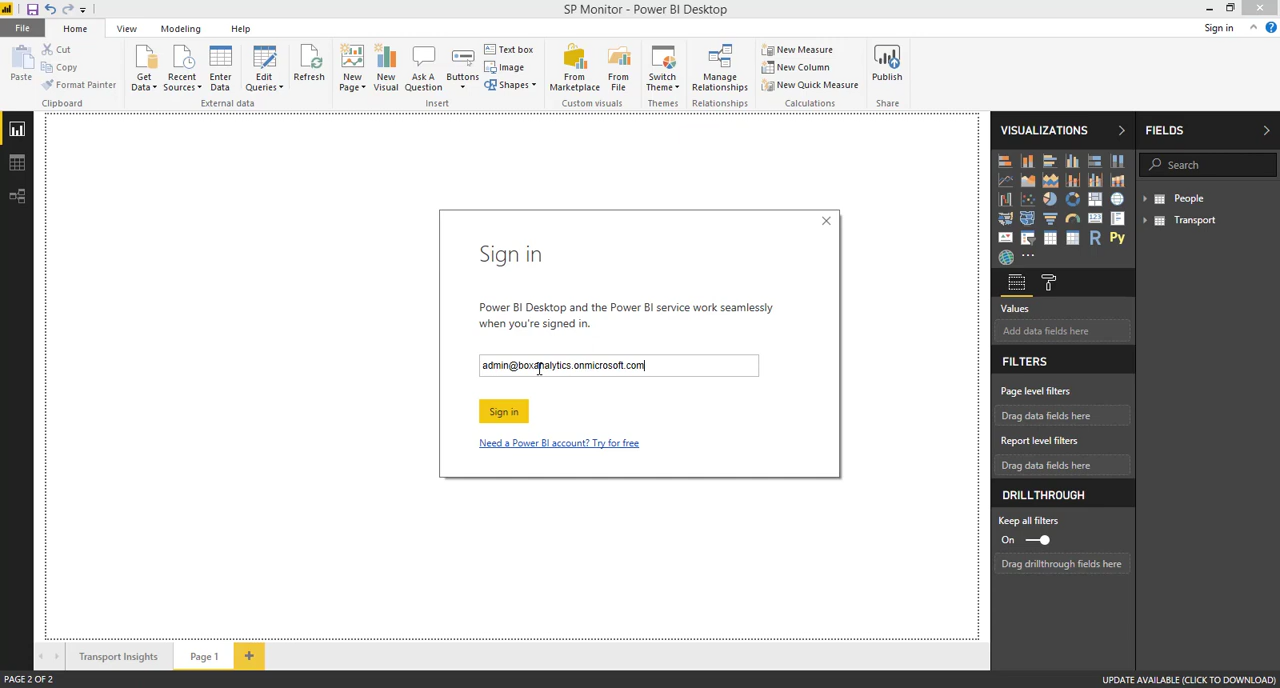 SP Monitor - Power BI Desktop
File
Home
View
Modeling
Help
Sign in
Paste
Cut
Copy
Format Painter
Clipboard
Get
Data
Recent
Sources
Enter
Data
Edit
Queries
Refresh
External data
New
Page
New
Visual
Ask A
Question
Buttons
Text box
Image
Shapes
Insert
From
Marketplace
From
File
Custom visuals
Switch
Theme
Themes
Manage
Relationships
Relationships
New Measure
New Column
New Quick Measure
Calculations
Publish
Share
Sign in
Power BI Desktop and the Power BI service work seamlessly
when you're signed in.
admin@boxanalytics.onmicrosoft.com
Sign in
Need a Power BI account? Try for free
VISUALIZATIONS
R
Py
Values
Add data fields here
FILTERS
Page level filters
Drag data fields here
Report level filters
Drag data fields here
DRILLTHROUGH
Keep all filters
On
Drag drillthrough fields here
FIELDS
Search
People
Transport
Transport Insights
Page 1
PAGE 2 OF 2
UPDATE AVAILABLE (CLICK TO DOWNLOAD)